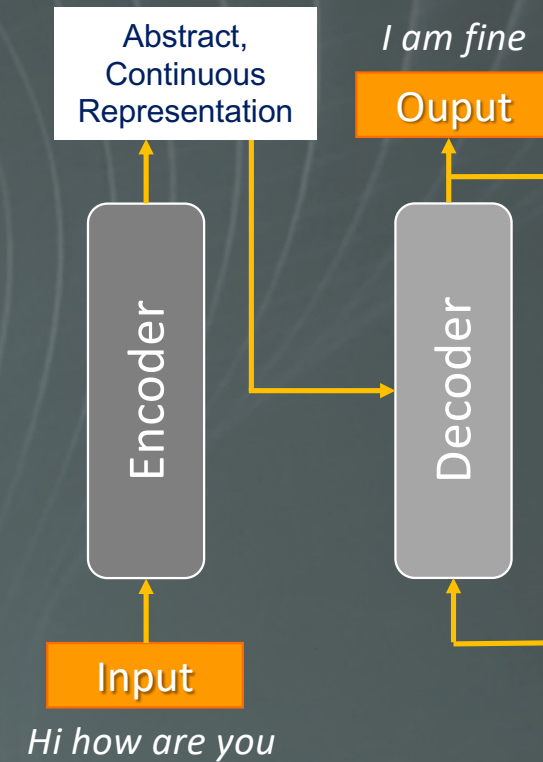 Abstract,
Continuous
Representation
I am fine
Ouput
Encoder
Decoder
Input
Hi how are you